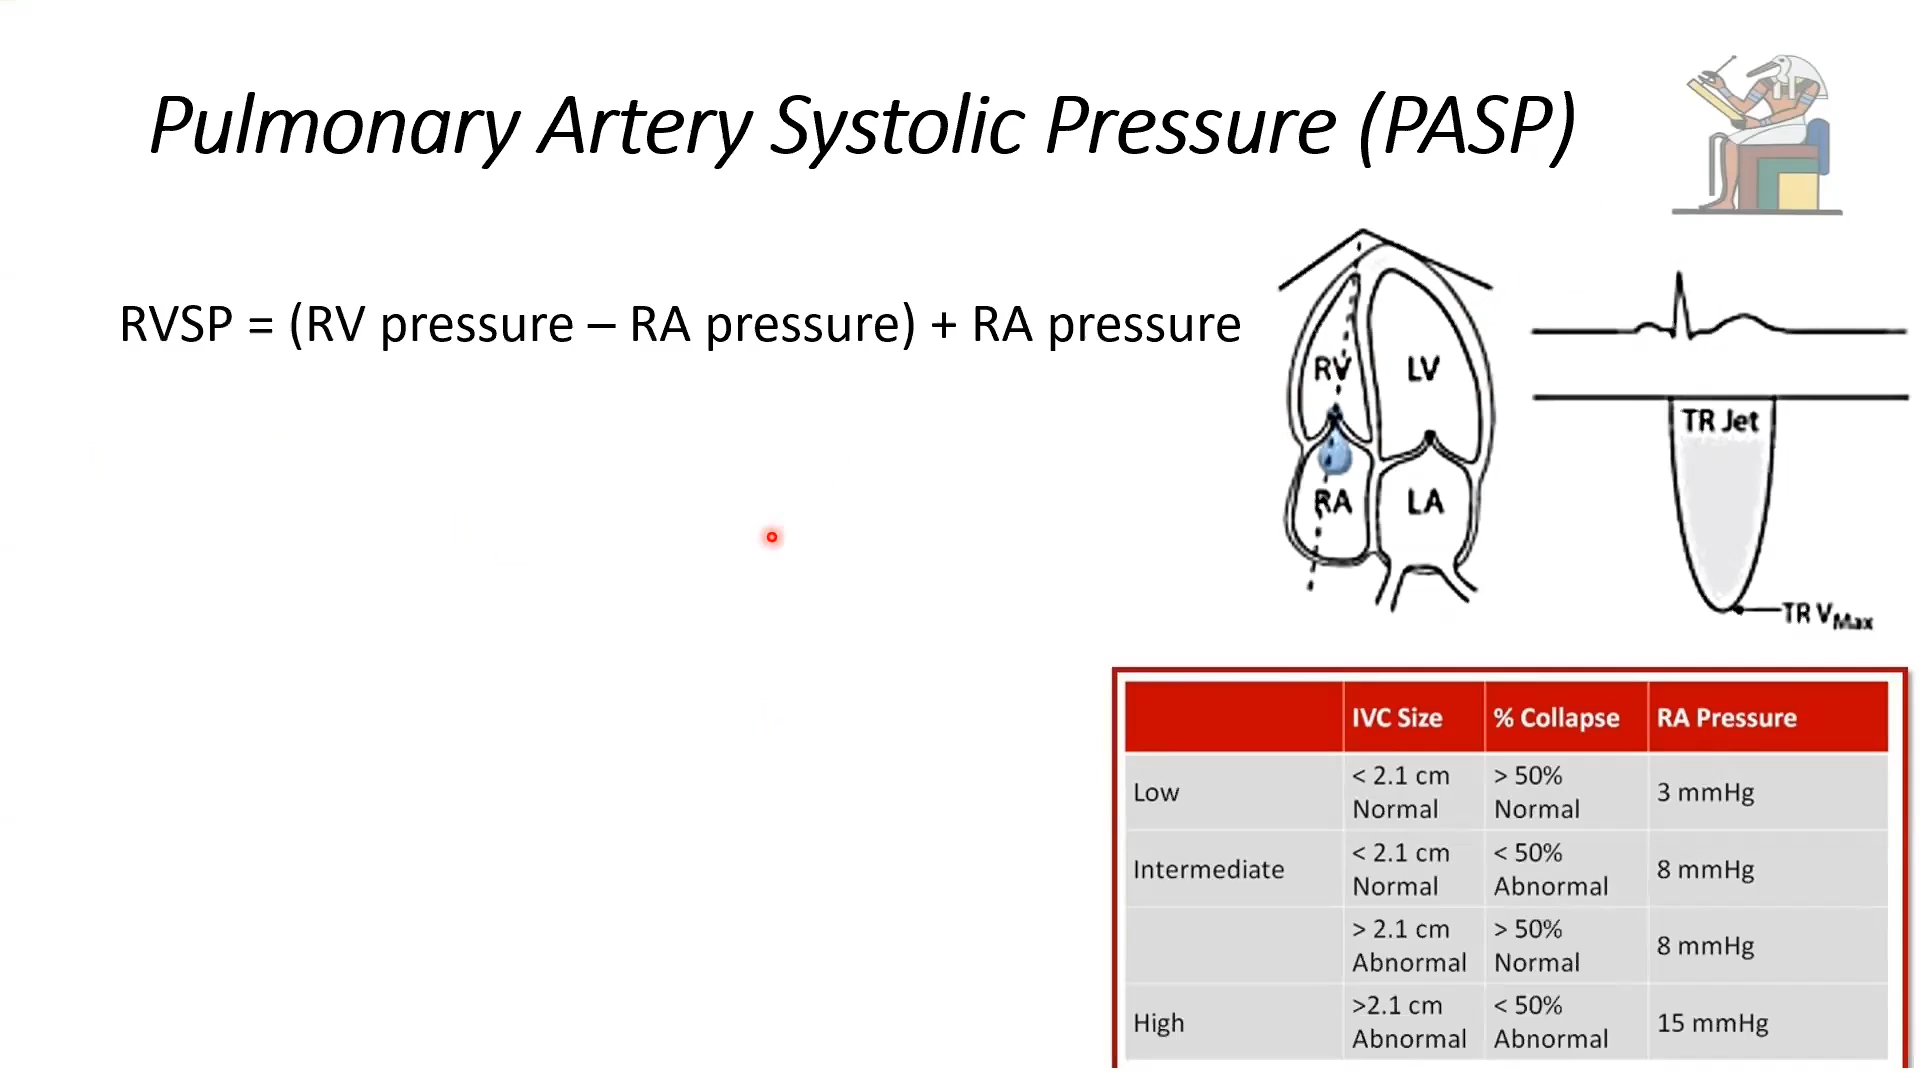 Pulmonary Artery Systolic Pressure (PASP)
RVSP = (RV pressure – RA pressure) + RA pressure
RV LV
RA LA
TR Jet
TR VMax
IVC Size % Collapse RA Pressure
Low < 2.1 cm Normal > 50% Normal 3 mmHg
Intermediate < 2.1 cm Normal < 50% Abnormal 8 mmHg
> 2.1 cm Abnormal > 50% Normal 8 mmHg
High >2.1 cm Abnormal < 50% Abnormal 15 mmHg